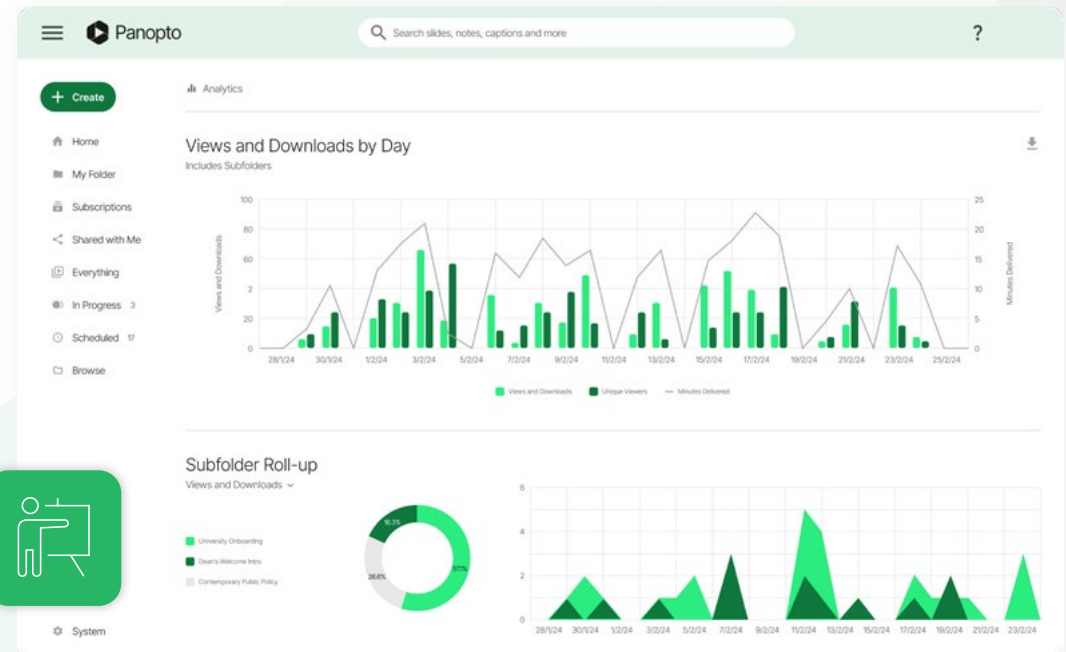 Panopto
Search slides, notes, captions and more
?
Create
Home
My Folder
Subscriptions
Shared with Me
Everything
In Progress 3
Scheduled 17
Browse
System
Analytics
Views and Downloads by Day
Includes Subfolders
Views and Downloads
100
80
60
2
20
0
25
20
15
10
5
0
Minutes Delivered
28/1/24 30/1/24 1/2/24 3/2/24 5/2/24 7/2/24 9/2/24 11/2/24 13/2/24 15/2/24 17/2/24 19/2/24 21/2/24 23/2/24 25/2/24
Views and Downloads Unique Viewers Minutes Delivered
Subfolder Roll-up
Views and Downloads
University Onboarding
Dean's Welcome Intro
Contemporary Public Policy
16.3%
26.6%
57.1%
6
4
2
0
28/1/24 30/1/24 1/2/24 3/2/24 5/2/24 7/2/24 9/2/24 11/2/24 13/2/24 15/2/24 17/2/24 19/2/24 21/2/24 23/2/24